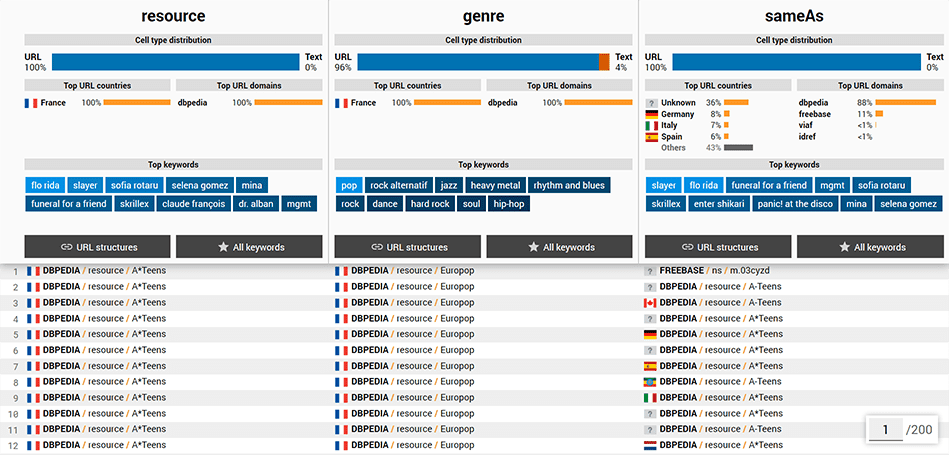 resource
Cell type distribution
URL Text
100% 0%
Top URL countries Top URL domains
France 100% dbpedia 100%
Top keywords
flo rida slayer sofia rotaru selena gomez mina
funeral for a friend skrillex claude françois dr. alban mgmt
URL structures All keywords
genre
Cell type distribution
URL Text
96% 4%
Top URL countries Top URL domains
France 100% dbpedia 100%
Top keywords
pop rock alternatif jazz heavy metal rhythm and blues
rock dance hard rock soul hip-hop
URL structures All keywords
sameAs
Cell type distribution
URL Text
100% 0%
Top URL countries Top URL domains
? Unknown 36% dbpedia 88%
Germany 8% freebase 11%
Italy 7% viaf <1%
Spain 6% idref <1%
Others 43%
Top keywords
slayer flo rida funeral for a friend mgmt sofia rotaru
skrillex enter shikari panic! at the disco mina selena gomez
URL structures All keywords
1 DBPEDIA / resource / A*Teens DBPEDIA / resource / Europop ? FREEBASE / ns / m.03cyzd
2 DBPEDIA / resource / A*Teens DBPEDIA / resource / Europop ? DBPEDIA / resource / A-Teens
3 DBPEDIA / resource / A*Teens DBPEDIA / resource / Europop DBPEDIA / resource / A-Teens
4 DBPEDIA / resource / A*Teens DBPEDIA / resource / Europop ? DBPEDIA / resource / A*Teens
5 DBPEDIA / resource / A*Teens DBPEDIA / resource / Europop DBPEDIA / resource / A*Teens
6 DBPEDIA / resource / A*Teens DBPEDIA / resource / Europop ? DBPEDIA / resource / A*Teens
7 DBPEDIA / resource / A*Teens DBPEDIA / resource / Europop DBPEDIA / resource / A*Teens
8 DBPEDIA / resource / A*Teens DBPEDIA / resource / Europop DBPEDIA / resource / A-Teens
9 DBPEDIA / resource / A*Teens DBPEDIA / resource / Europop DBPEDIA / resource / A*Teens
10 DBPEDIA / resource / A*Teens DBPEDIA / resource / Europop ? DBPEDIA / resource / A*Teens
11 DBPEDIA / resource / A*Teens DBPEDIA / resource / Europop ? DBPEDIA / resource / A-Teens
12 DBPEDIA / resource / A*Teens DBPEDIA / resource / Europop DBPEDIA / resource / A*Teens
1 /200